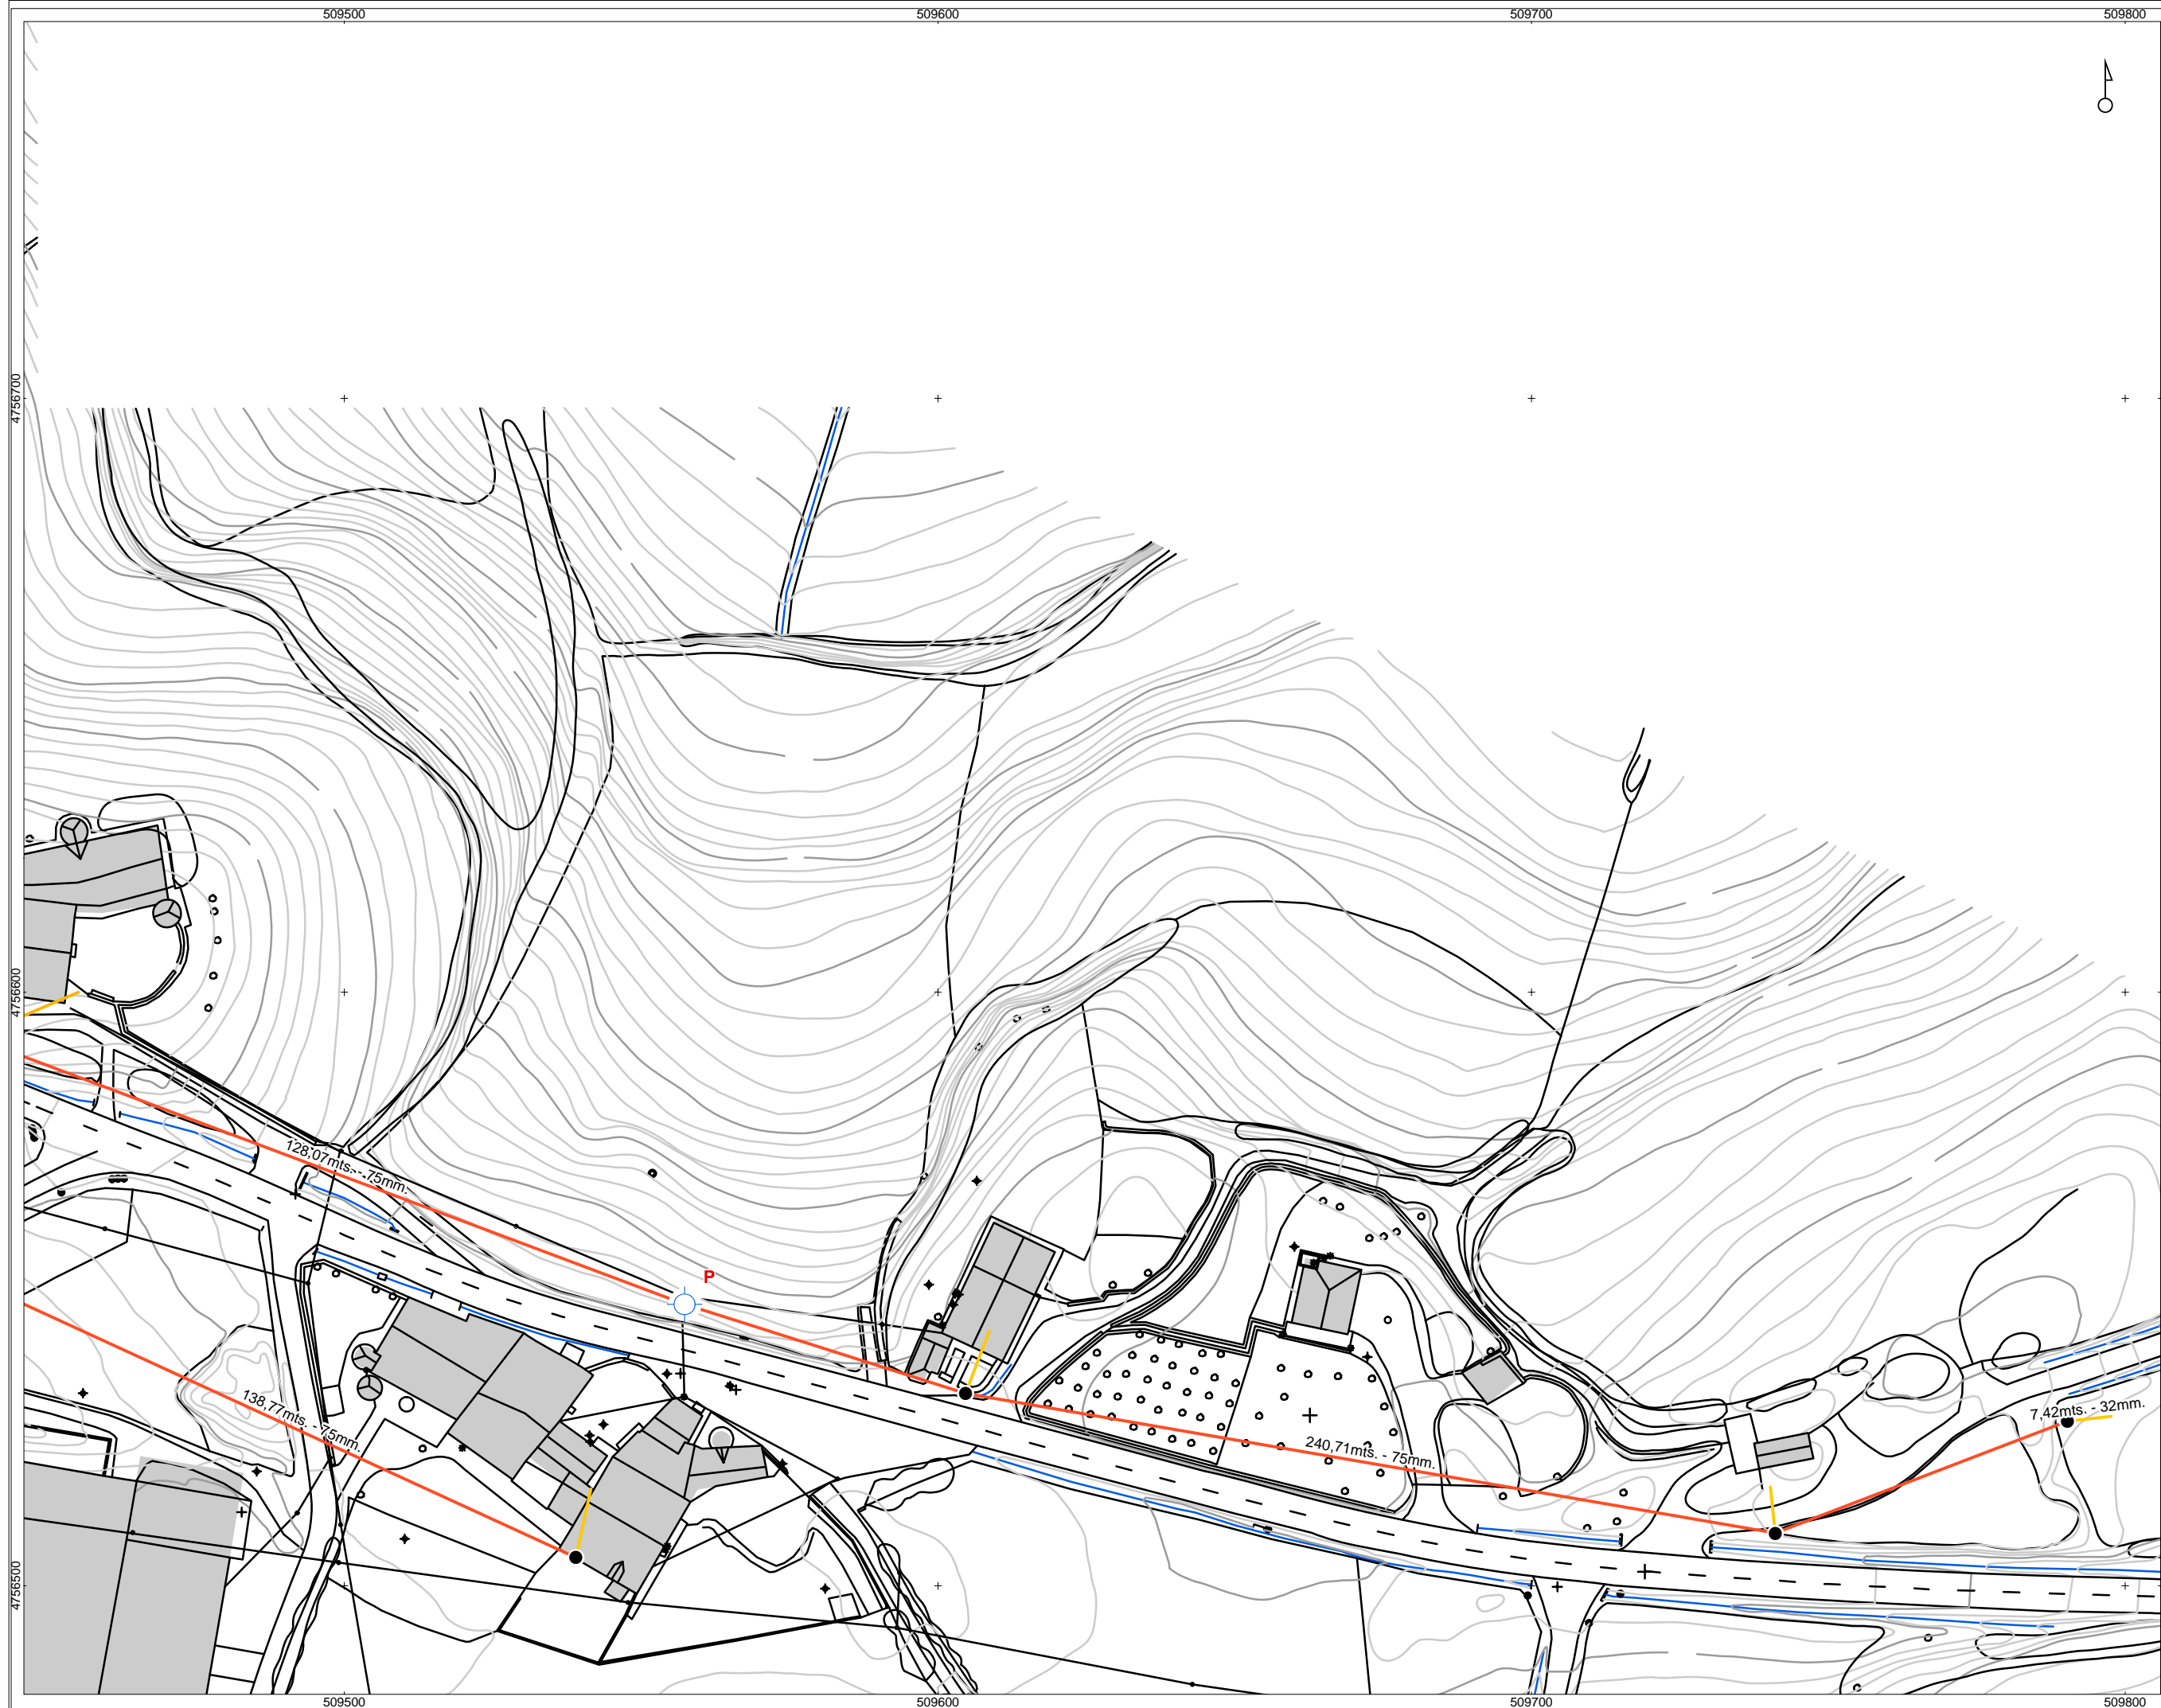 509500 509600 509700 509800
4756700
4756600
128,07mts. - 75mm.
P
138,77mts. - 75mm.
7,42mts. - 32mm.
240,71mts. - 75mm.
4756500
509500 509600 509700 509800